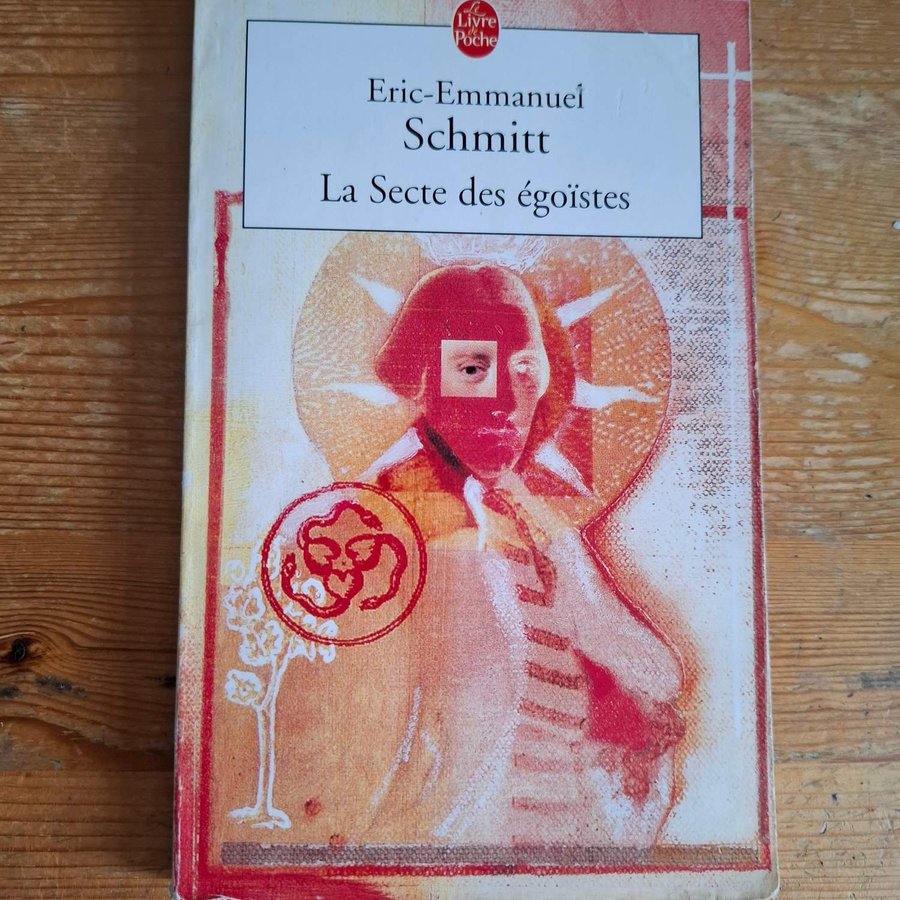 Le
Livre
de
Poche
Eric-Emmanuel
Schmitt
La Secte des égoïstes